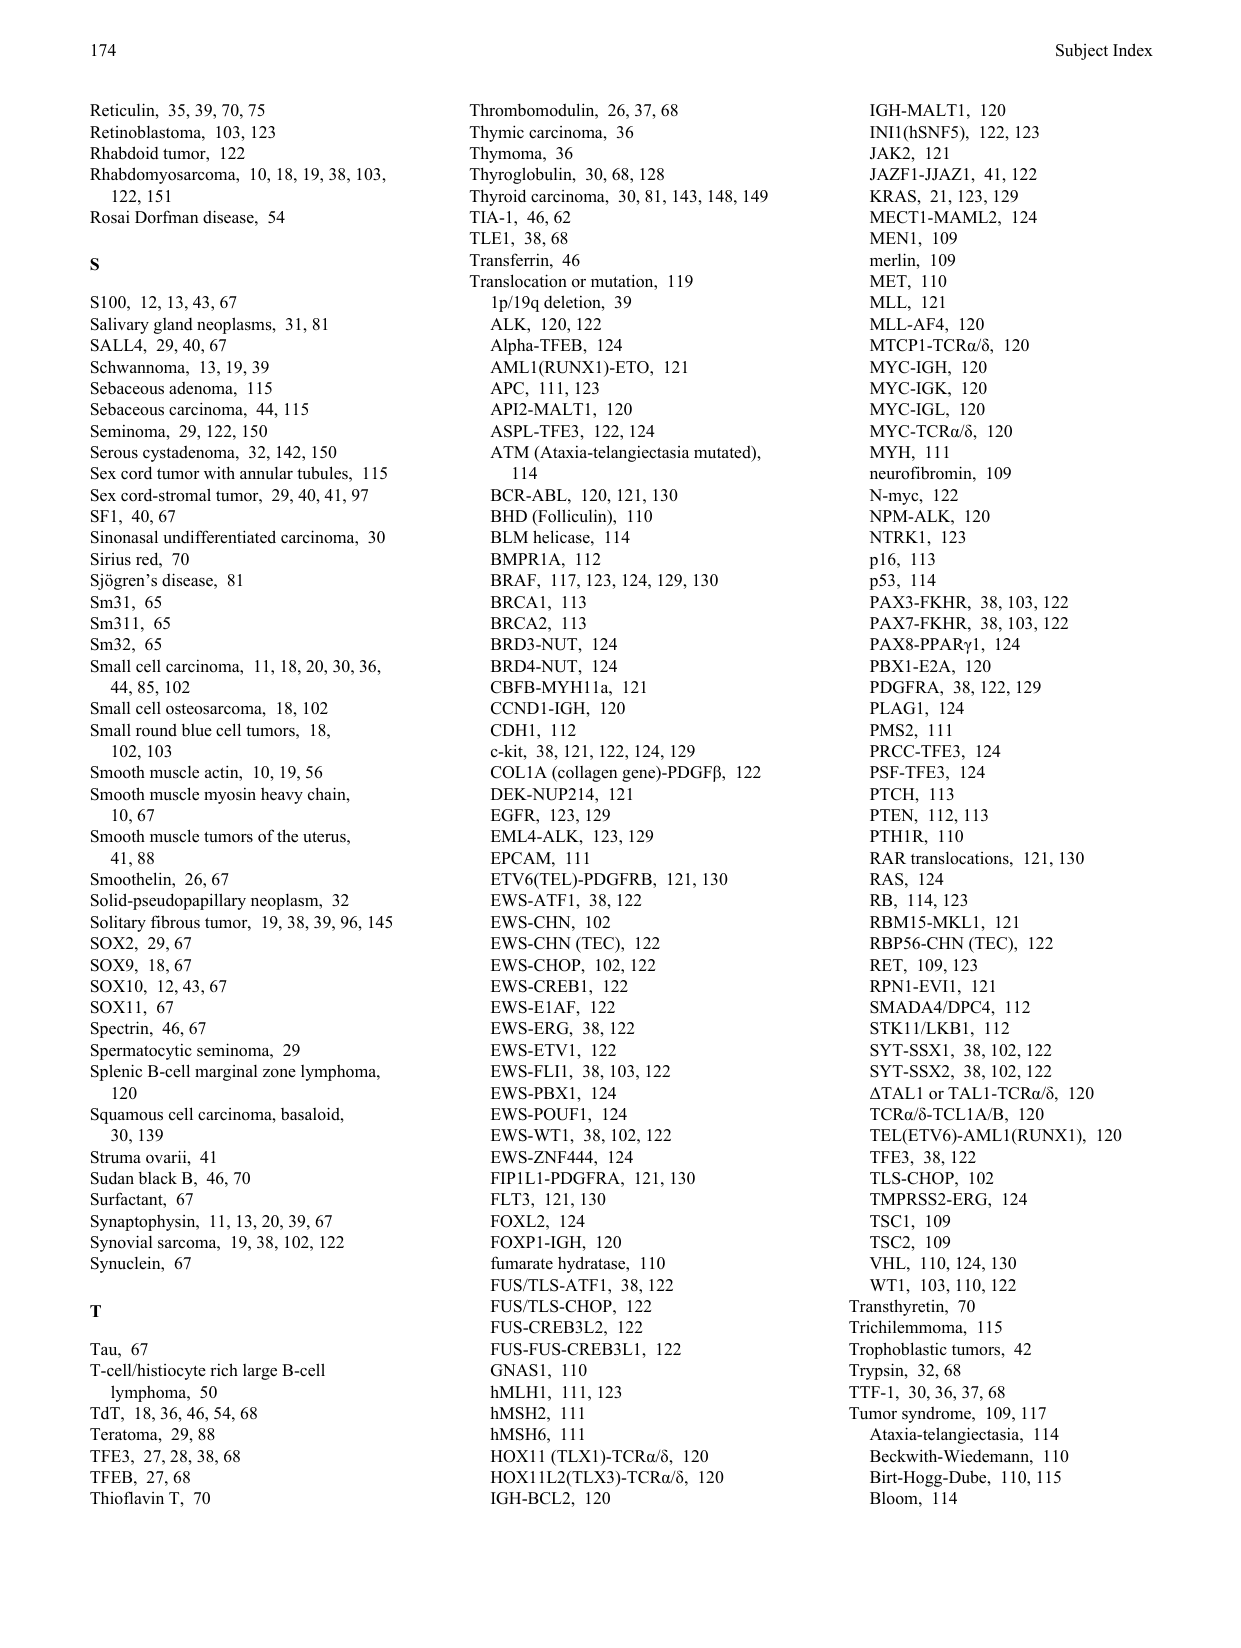 174
Subject Index
Reticulin, 35, 39, 70, 75
Retinoblastoma, 103, 123
Rhabdoid tumor, 122
Rhabdomyosarcoma, 10, 18, 19, 38, 103,
122, 151
Rosai Dorfman disease, 54
S
S100, 12, 13, 43, 67
Salivary gland neoplasms, 31, 81
SALL4, 29, 40, 67
Schwannoma, 13, 19, 39
Sebaceous adenoma, 115
Sebaceous carcinoma, 44, 115
Seminoma, 29, 122, 150
Serous cystadenoma, 32, 142, 150
Sex cord tumor with annular tubules, 115
Sex cord-stromal tumor, 29, 40, 41, 97
SF1, 40, 67
Sinonasal undifferentiated carcinoma, 30
Sirius red, 70
Sjögren’s disease, 81
Sm31, 65
Sm311, 65
Sm32, 65
Small cell carcinoma, 11, 18, 20, 30, 36,
44, 85, 102
Small cell osteosarcoma, 18, 102
Small round blue cell tumors, 18,
102, 103
Smooth muscle actin, 10, 19, 56
Smooth muscle myosin heavy chain,
10, 67
Smooth muscle tumors of the uterus,
41, 88
Smoothelin, 26, 67
Solid-pseudopapillary neoplasm, 32
Solitary fibrous tumor, 19, 38, 39, 96, 145
SOX2, 29, 67
SOX9, 18, 67
SOX10, 12, 43, 67
SOX11, 67
Spectrin, 46, 67
Spermatocytic seminoma, 29
Splenic B-cell marginal zone lymphoma,
120
Squamous cell carcinoma, basaloid,
30, 139
Struma ovarii, 41
Sudan black B, 46, 70
Surfactant, 67
Synaptophysin, 11, 13, 20, 39, 67
Synovial sarcoma, 19, 38, 102, 122
Synuclein, 67
T
Tau, 67
T-cell/histiocyte rich large B-cell
lymphoma, 50
TdT, 18, 36, 46, 54, 68
Teratoma, 29, 88
TFE3, 27, 28, 38, 68
TFEB, 27, 68
Thioflavin T, 70
Thrombomodulin, 26, 37, 68
Thymic carcinoma, 36
Thymoma, 36
Thyroglobulin, 30, 68, 128
Thyroid carcinoma, 30, 81, 143, 148, 149
TIA-1, 46, 62
TLE1, 38, 68
Transferrin, 46
Translocation or mutation, 119
1p/19q deletion, 39
ALK, 120, 122
Alpha-TFEB, 124
AML1(RUNX1)-ETO, 121
APC, 111, 123
API2-MALT1, 120
ASPL-TFE3, 122, 124
ATM (Ataxia-telangiectasia mutated),
114
BCR-ABL, 120, 121, 130
BHD (Folliculin), 110
BLM helicase, 114
BMPR1A, 112
BRAF, 117, 123, 124, 129, 130
BRCA1, 113
BRCA2, 113
BRD3-NUT, 124
BRD4-NUT, 124
CBFB-MYH11a, 121
CCND1-IGH, 120
CDH1, 112
c-kit, 38, 121, 122, 124, 129
COL1A (collagen gene)-PDGFβ, 122
DEK-NUP214, 121
EGFR, 123, 129
EML4-ALK, 123, 129
EPCAM, 111
ETV6(TEL)-PDGFRB, 121, 130
EWS-ATF1, 38, 122
EWS-CHN, 102
EWS-CHN (TEC), 122
EWS-CHOP, 102, 122
EWS-CREB1, 122
EWS-E1AF, 122
EWS-ERG, 38, 122
EWS-ETV1, 122
EWS-FLI1, 38, 103, 122
EWS-PBX1, 124
EWS-POUF1, 124
EWS-WT1, 38, 102, 122
EWS-ZNF444, 124
FIP1L1-PDGFRA, 121, 130
FLT3, 121, 130
FOXL2, 124
FOXP1-IGH, 120
fumarate hydratase, 110
FUS/TLS-ATF1, 38, 122
FUS/TLS-CHOP, 122
FUS-CREB3L2, 122
FUS-FUS-CREB3L1, 122
GNAS1, 110
hMLH1, 111, 123
hMSH2, 111
hMSH6, 111
HOX11 (TLX1)-TCRα/δ, 120
HOX11L2(TLX3)-TCRα/δ, 120
IGH-BCL2, 120
IGH-MALT1, 120
INI1(hSNF5), 122, 123
JAK2, 121
JAZF1-JJAZ1, 41, 122
KRAS, 21, 123, 129
MECT1-MAML2, 124
MEN1, 109
merlin, 109
MET, 110
MLL, 121
MLL-AF4, 120
MTCP1-TCRα/δ, 120
MYC-IGH, 120
MYC-IGK, 120
MYC-IGL, 120
MYC-TCRα/δ, 120
MYH, 111
neurofibromin, 109
N-myc, 122
NPM-ALK, 120
NTRK1, 123
p16, 113
p53, 114
PAX3-FKHR, 38, 103, 122
PAX7-FKHR, 38, 103, 122
PAX8-PPARγ1, 124
PBX1-E2A, 120
PDGFRA, 38, 122, 129
PLAG1, 124
PMS2, 111
PRCC-TFE3, 124
PSF-TFE3, 124
PTCH, 113
PTEN, 112, 113
PTH1R, 110
RAR translocations, 121, 130
RAS, 124
RB, 114, 123
RBM15-MKL1, 121
RBP56-CHN (TEC), 122
RET, 109, 123
RPN1-EVI1, 121
SMADA4/DPC4, 112
STK11/LKB1, 112
SYT-SSX1, 38, 102, 122
SYT-SSX2, 38, 102, 122
ΔTAL1 or TAL1-TCRα/δ, 120
TCRα/δ-TCL1A/B, 120
TEL(ETV6)-AML1(RUNX1), 120
TFE3, 38, 122
TLS-CHOP, 102
TMPRSS2-ERG, 124
TSC1, 109
TSC2, 109
VHL, 110, 124, 130
WT1, 103, 110, 122
Transthyretin, 70
Trichilemmoma, 115
Trophoblastic tumors, 42
Trypsin, 32, 68
TTF-1, 30, 36, 37, 68
Tumor syndrome, 109, 117
Ataxia-telangiectasia, 114
Beckwith-Wiedemann, 110
Birt-Hogg-Dube, 110, 115
Bloom, 114